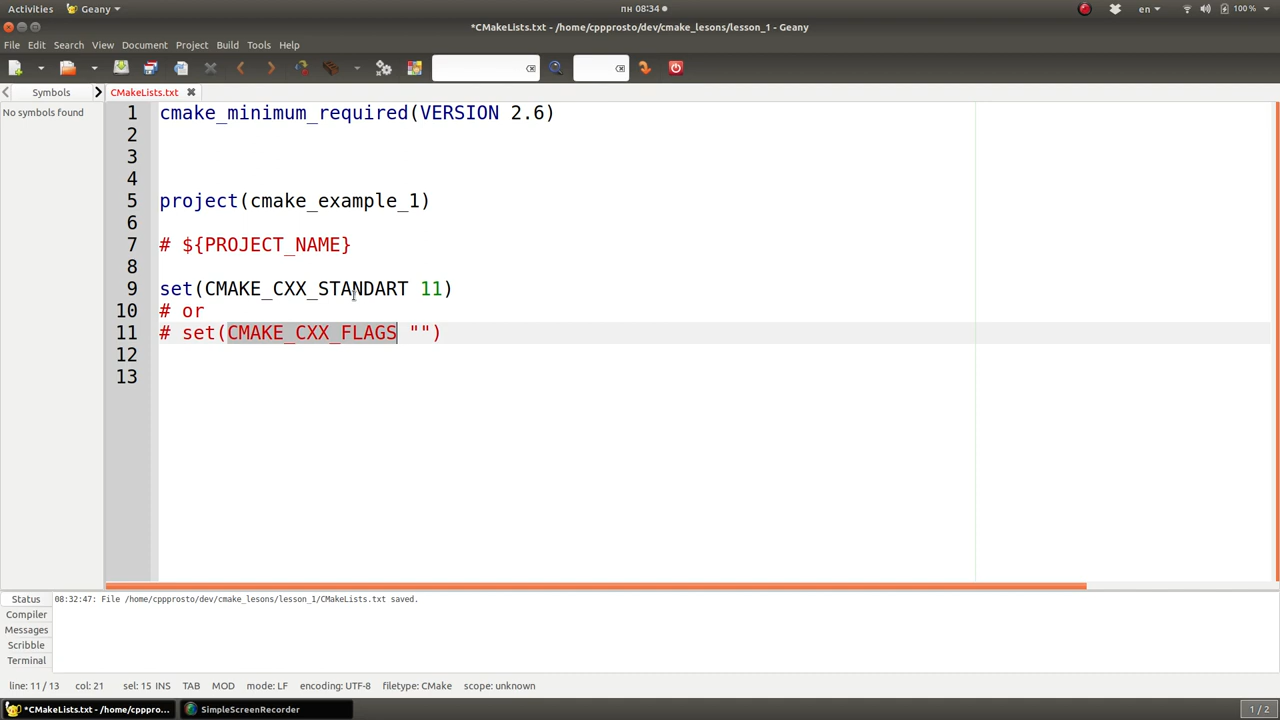 Activities Geany пн 08:34 en 100 %
*CMakeLists.txt - /home/cppprosto/dev/cmake_lesons/lesson_1 - Geany
File Edit Search View Document Project Build Tools Help
Symbols CMakeLists.txt
No symbols found
1 cmake_minimum_required(VERSION 2.6)
2
3
4
5 project(cmake_example_1)
6
7 # ${PROJECT_NAME}
8
9 set(CMAKE_CXX_STANDART 11)
10 # or
11 # set(CMAKE_CXX_FLAGS "")
12
13
Status 08:32:47: File /home/cppprosto/dev/cmake_lesons/lesson_1/CMakeLists.txt saved.
Compiler
Messages
Scribble
Terminal
line: 11 / 13 col: 21 sel: 15 INS TAB MOD mode: LF encoding: UTF-8 filetype: CMake scope: unknown
*CMakeLists.txt - /home/cpppro... SimpleScreenRecorder 1 / 2